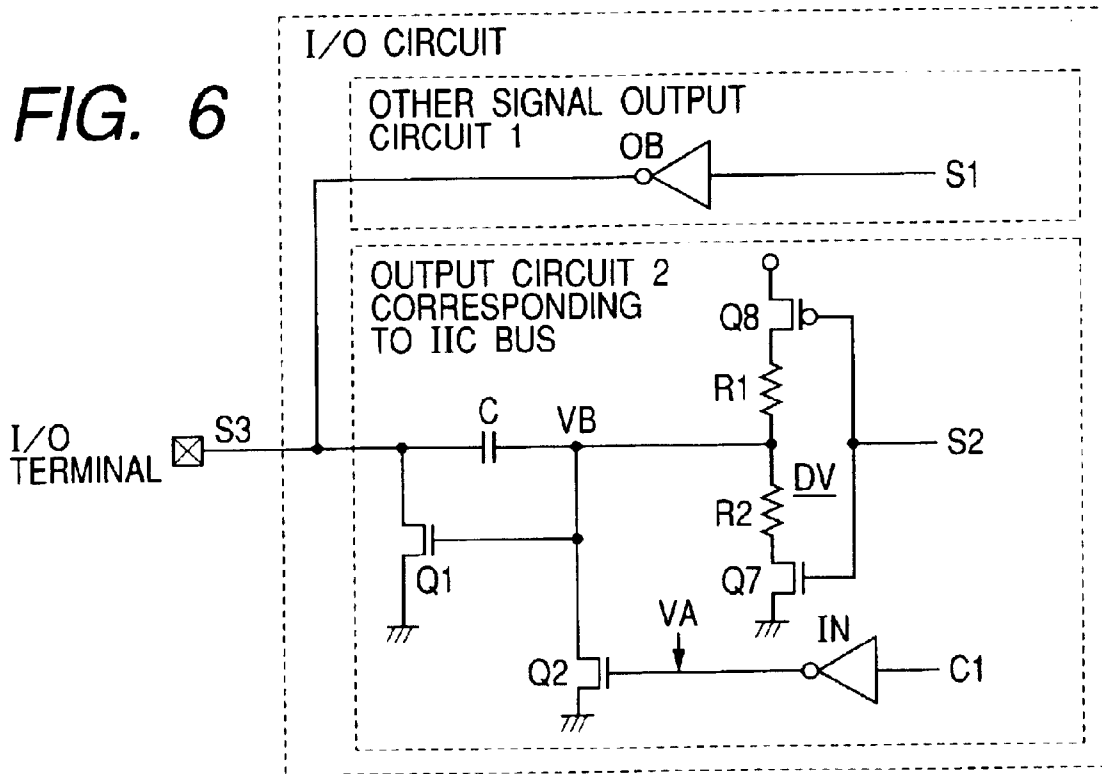 FIG. 6
I/O CIRCUIT
OTHER SIGNAL OUTPUT
CIRCUIT 1
OB
S1
OUTPUT CIRCUIT 2
CORRESPONDING
TO IIC BUS
Q8
R1
C
VB
S2
I/O
TERMINAL
S3
DV
R2
Q1
Q7
VA
IN
Q2
C1